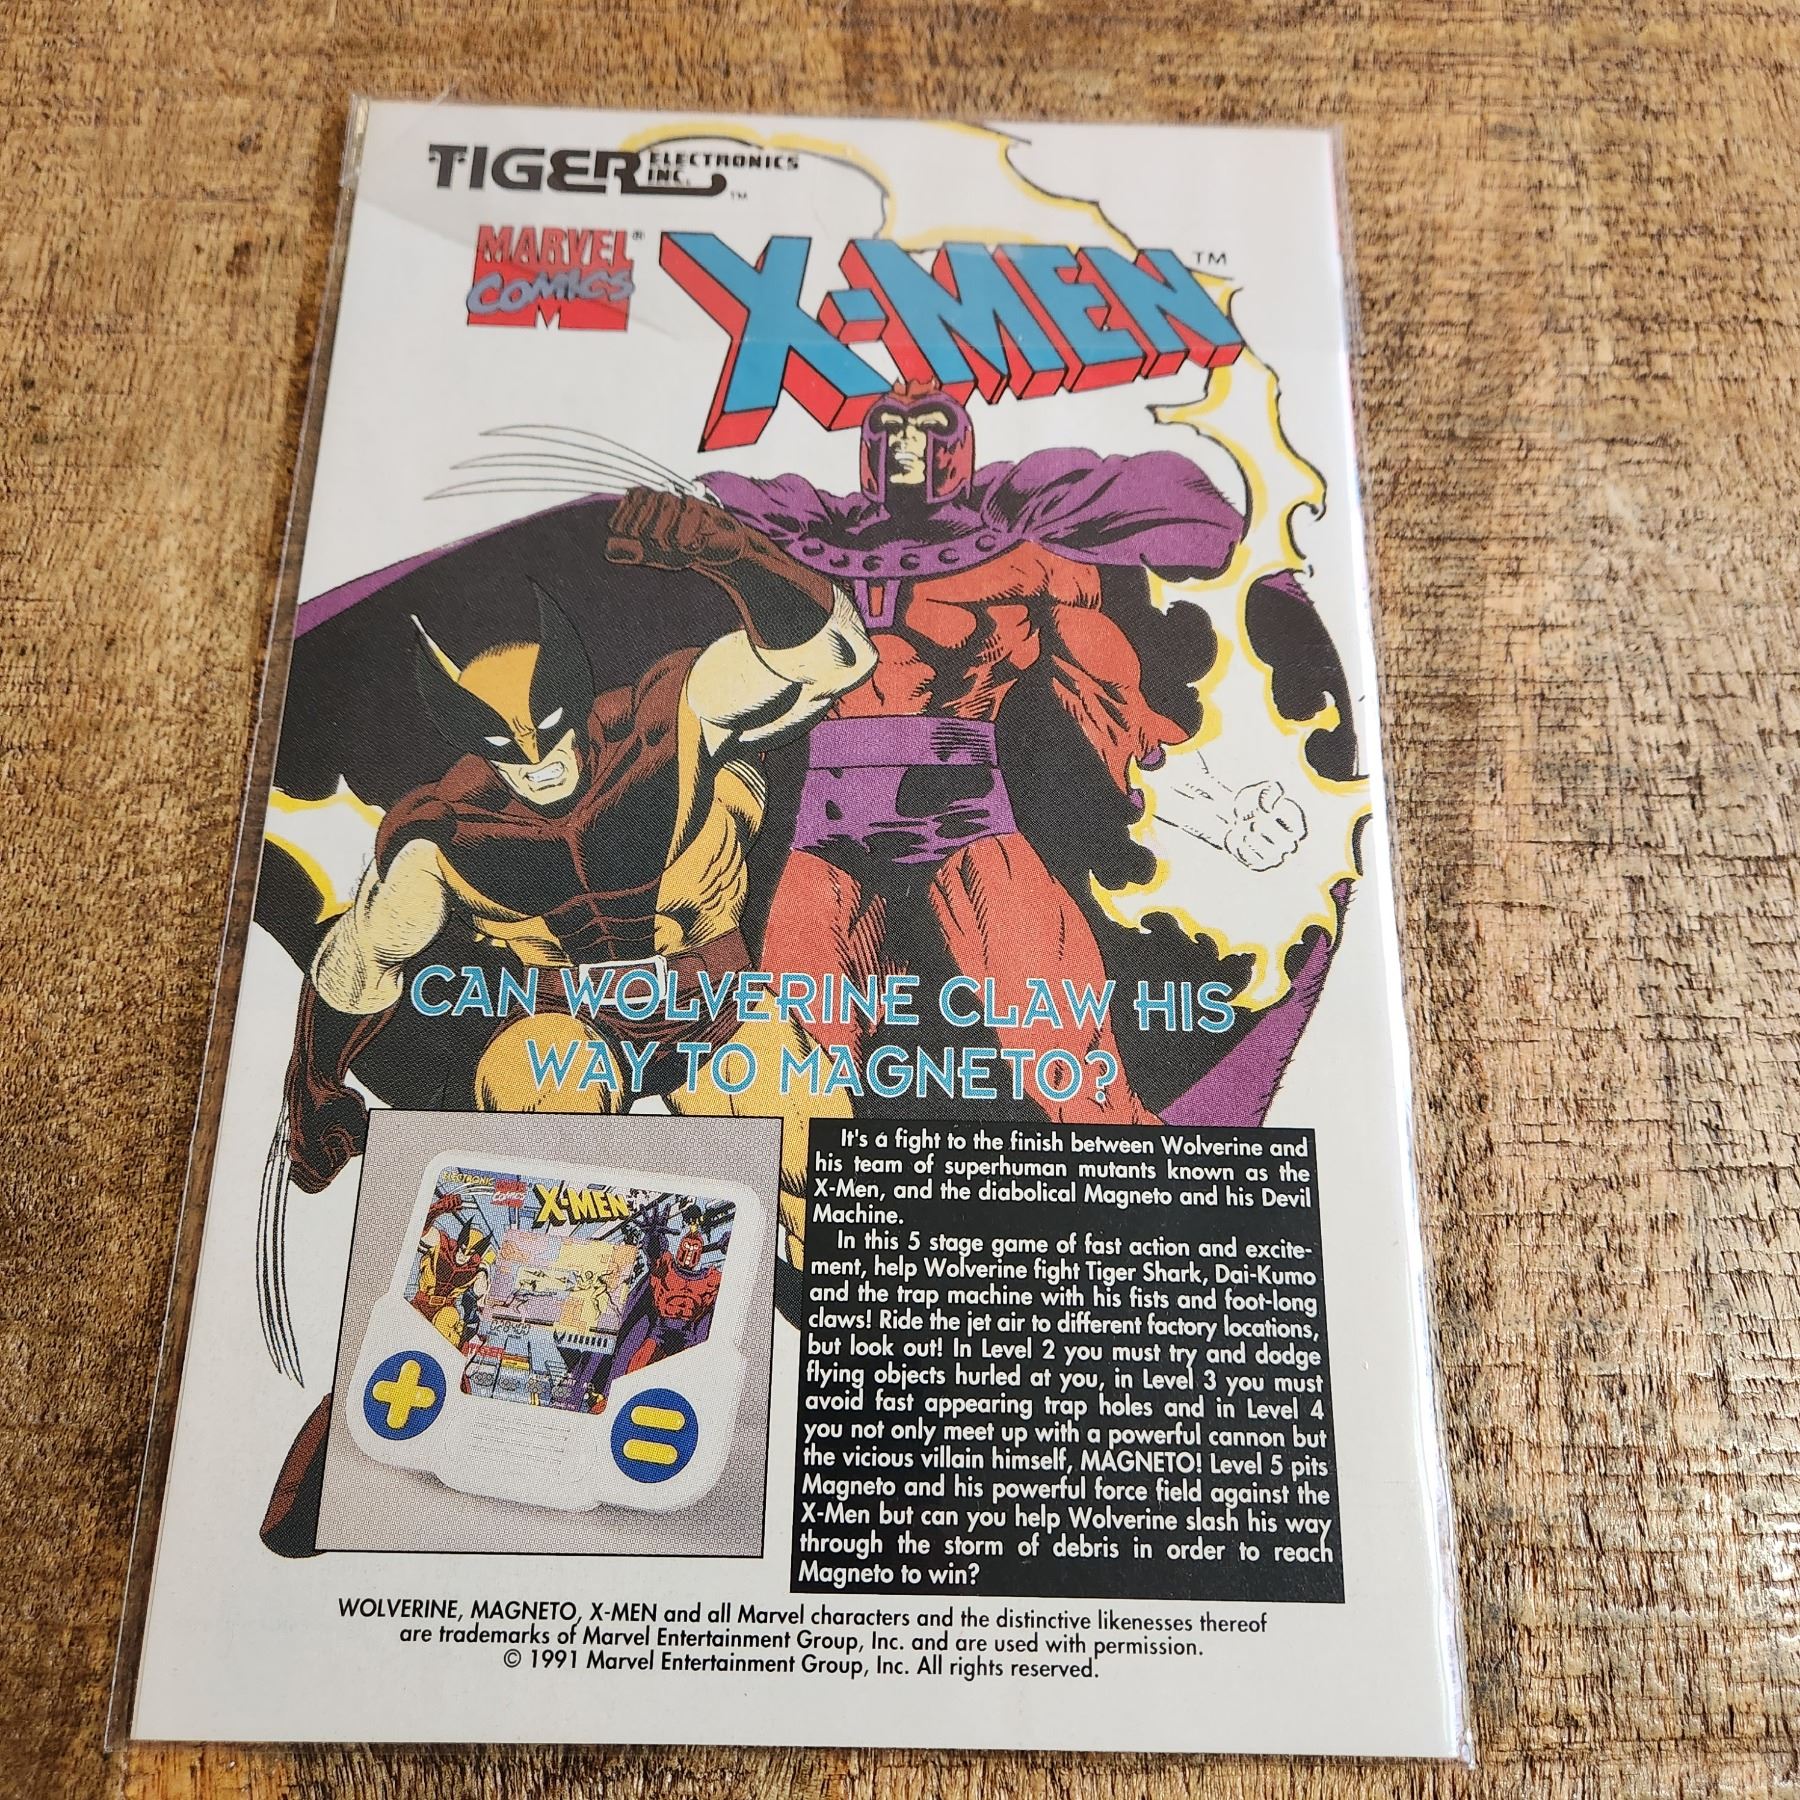 TIGER ELECTRONICS INC. ™
MARVEL®
COMICS
X-MEN™
CAN WOLVERINE CLAW HIS
WAY TO MAGNETO?
ELECTRONIC
COMICS
X-MEN
TIGER
It's a fight to the finish between Wolverine and
his team of superhuman mutants known as the
X-Men, and the diabolical Magneto and his Devil
Machine.
In this 5 stage game of fast action and excite-
ment, help Wolverine fight Tiger Shark, Dai-Kumo
and the trap machine with his fists and foot-long
claws! Ride the jet air to different factory locations,
but look out! In Level 2 you must try and dodge
flying objects hurled at you, in Level 3 you must
avoid fast appearing trap holes and in Level 4
you not only meet up with a powerful cannon but
the vicious villain himself, MAGNETO! Level 5 pits
Magneto and his powerful force field against the
X-Men but can you help Wolverine slash his way
through the storm of debris in order to reach
Magneto to win?
WOLVERINE, MAGNETO, X-MEN and all Marvel characters and the distinctive likenesses thereof
are trademarks of Marvel Entertainment Group, Inc. and are used with permission.
© 1991 Marvel Entertainment Group, Inc. All rights reserved.